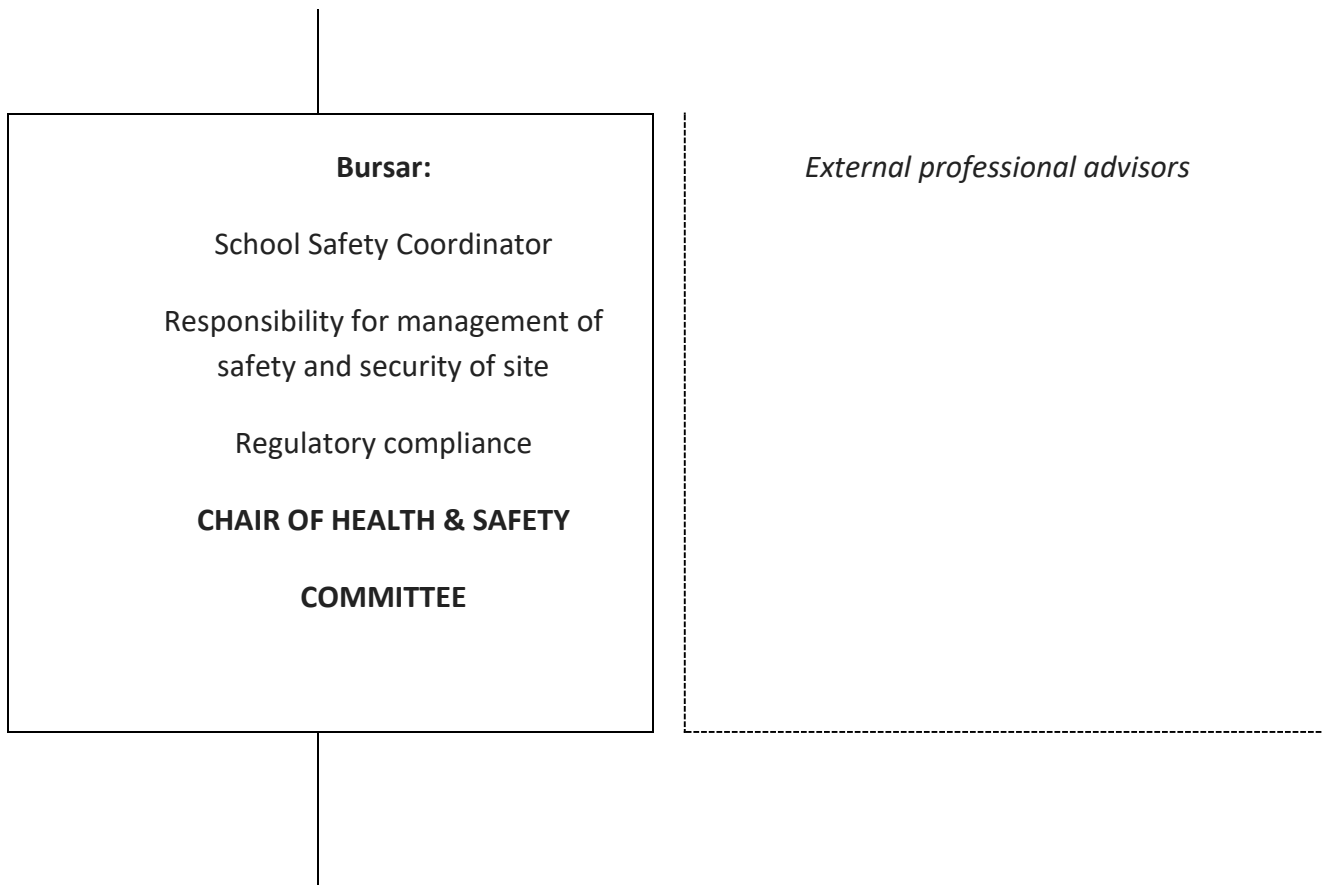 Bursar:
School Safety Coordinator
Responsibility for management of
safety and security of site
Regulatory compliance
CHAIR OF HEALTH & SAFETY
COMMITTEE
External professional advisors